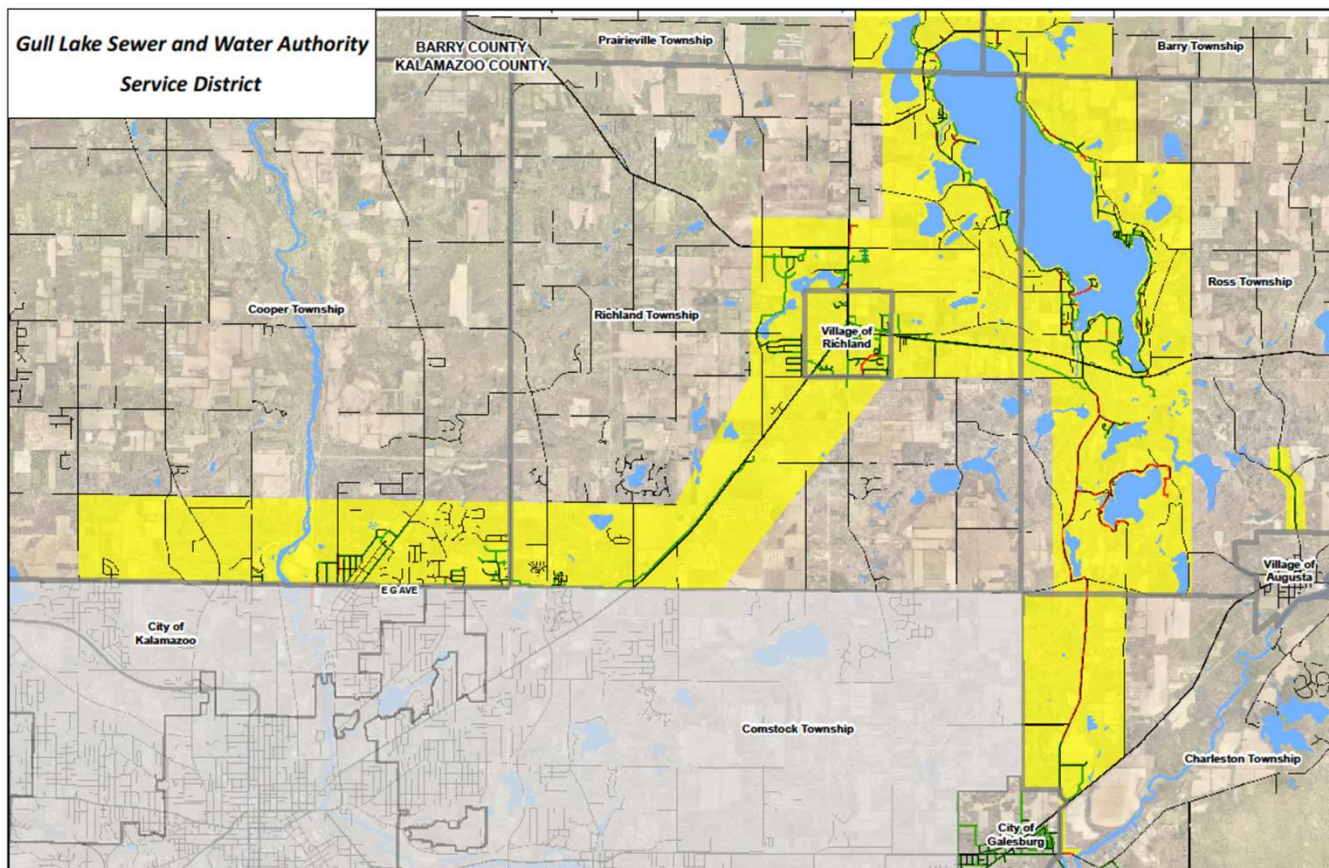 Gull Lake Sewer and Water Authority
Service District
BARRY COUNTY
KALAMAZOO COUNTY
Prairieville Township
Barry Township
Cooper Township
Richland Township
Ross Township
Village of
Richland
E G AVE
Village of
Augusta
City of
Kalamazoo
Comstock Township
Charleston Township
City of
Galesburg